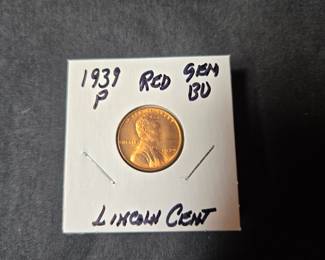 1939 RED GEM
P BU
LINCOLN CENT